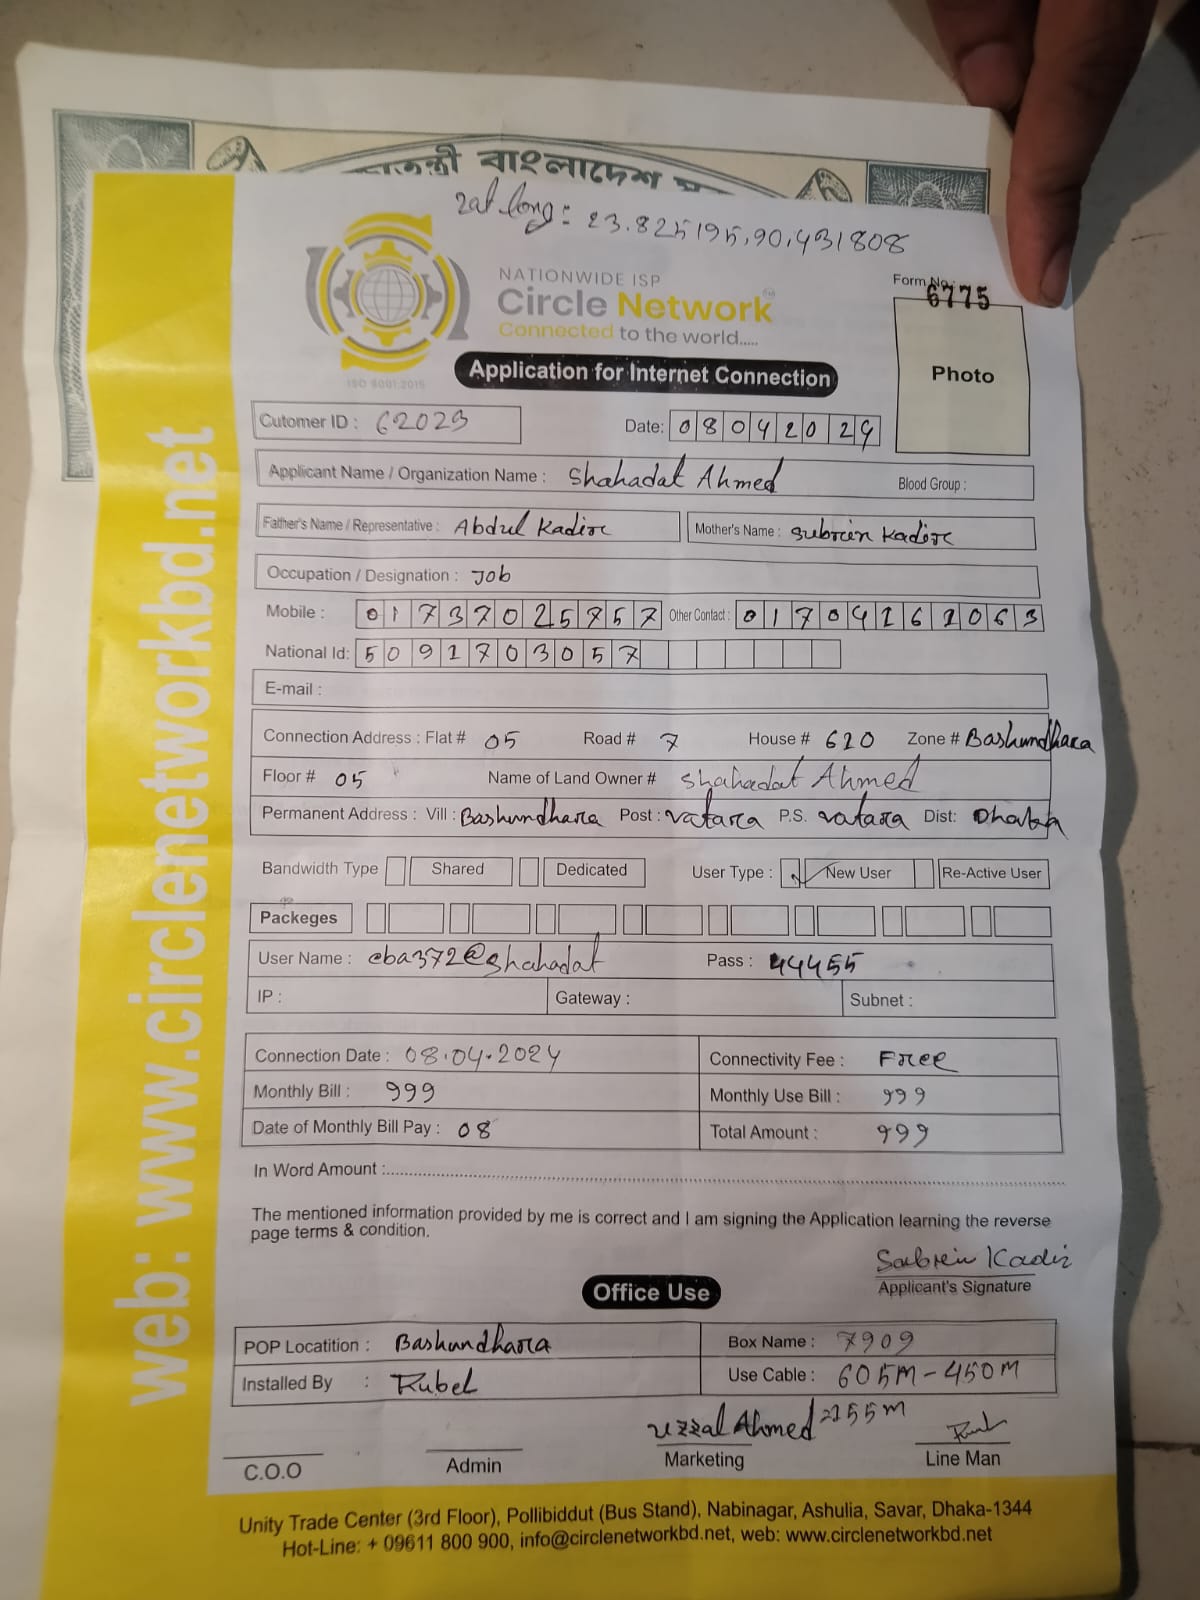 বাংলাদেশ
Lat-long: 23.825195,90,431808
NATIONWIDE ISP
Circle Network
Connected to the world.....
ISO 9001:2015
Form No.
6775
Photo
Application for Internet Connection
Cutomer ID : 62023
Date: 08042024
Applicant Name / Organization Name : Shahadat Ahmed
Blood Group :
Father's Name / Representative : Abdul Kadir
Mother's Name : Subrein Kadir
Occupation / Designation : Job
Mobile : 01737025757 Other Contact : 01704262063
National Id: 5091703057
E-mail :
Connection Address : Flat # 05 Road # 7 House # 620 Zone # Bashundhara
Floor # 05 Name of Land Owner # Shahadat Ahmed
Permanent Address : Vill : Bashundhara Post : vatara P.S. vatara Dist: Dhaka
Bandwidth Type Shared Dedicated User Type : ✓ New User Re-Active User
Packeges
User Name : cba372@shahadat Pass : 44455
IP : Gateway : Subnet :
Connection Date : 08.04.2024 Connectivity Fee : Free
Monthly Bill : 999 Monthly Use Bill : 999
Date of Monthly Bill Pay : 08 Total Amount : 999
In Word Amount :
The mentioned information provided by me is correct and I am signing the Application learning the reverse
page terms & condition.
Sabrein Kadir
Applicant's Signature
Office Use
POP Locatition : Bashundhara Box Name : 7909
Installed By : Rubel Use Cable : 605M-450M
Uzzal Ahmed 155M
C.O.O Admin Marketing Line Man
Unity Trade Center (3rd Floor), Pollibiddut (Bus Stand), Nabinagar, Ashulia, Savar, Dhaka-1344
Hot-Line: + 09611 800 900, info@circlenetworkbd.net, web: www.circlenetworkbd.net
web: www.circlenetworkbd.net